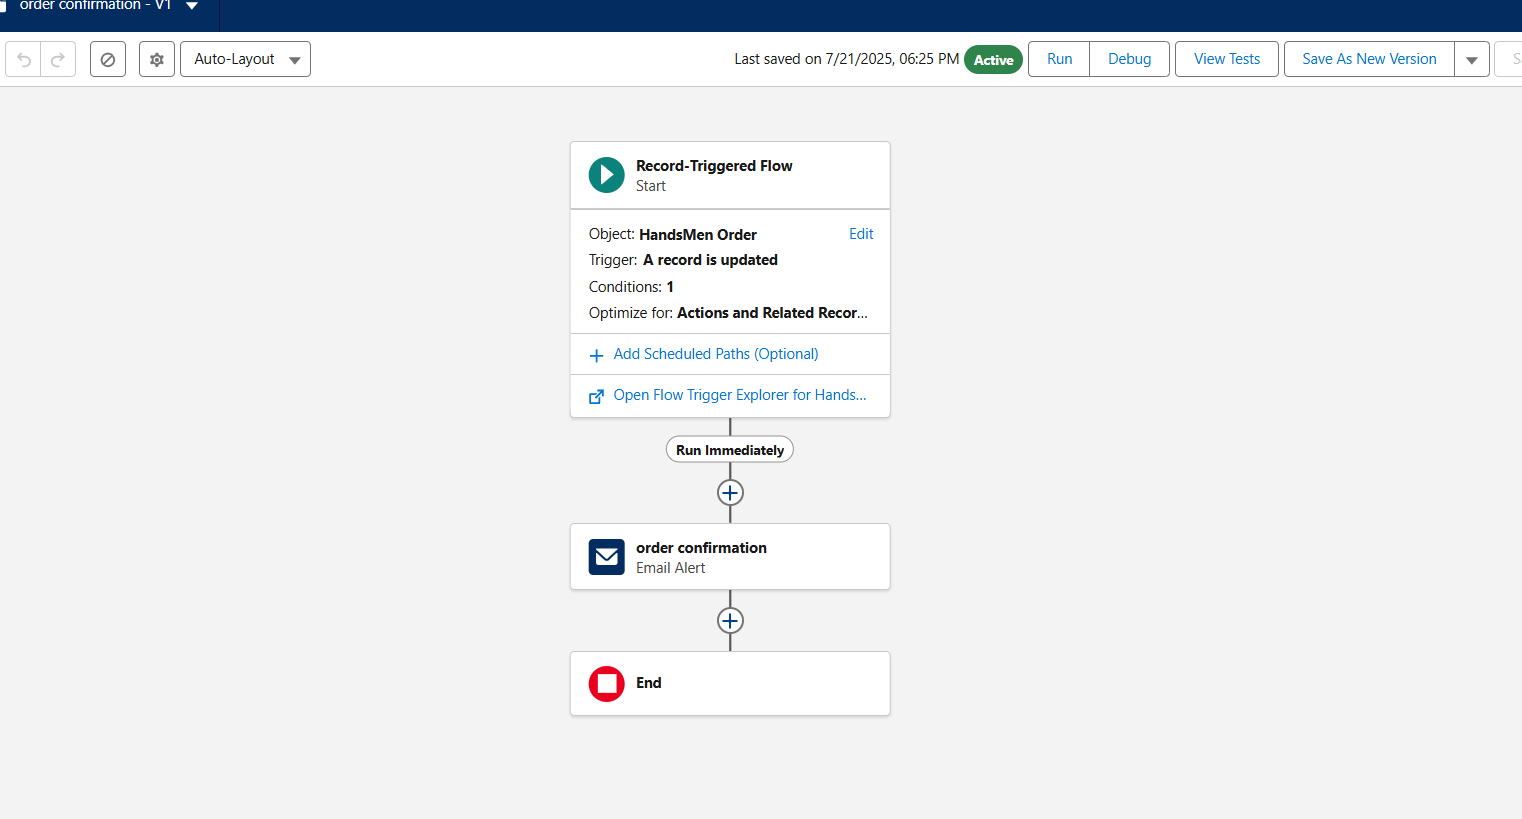 order confirmation - V1
Auto-Layout
Last saved on 7/21/2025, 06:25 PM
Active
Run
Debug
View Tests
Save As New Version
Record-Triggered Flow
Start
Object: HandsMen Order
Edit
Trigger: A record is updated
Conditions: 1
Optimize for: Actions and Related Recor...
Add Scheduled Paths (Optional)
Open Flow Trigger Explorer for Hands...
Run Immediately
order confirmation
Email Alert
End